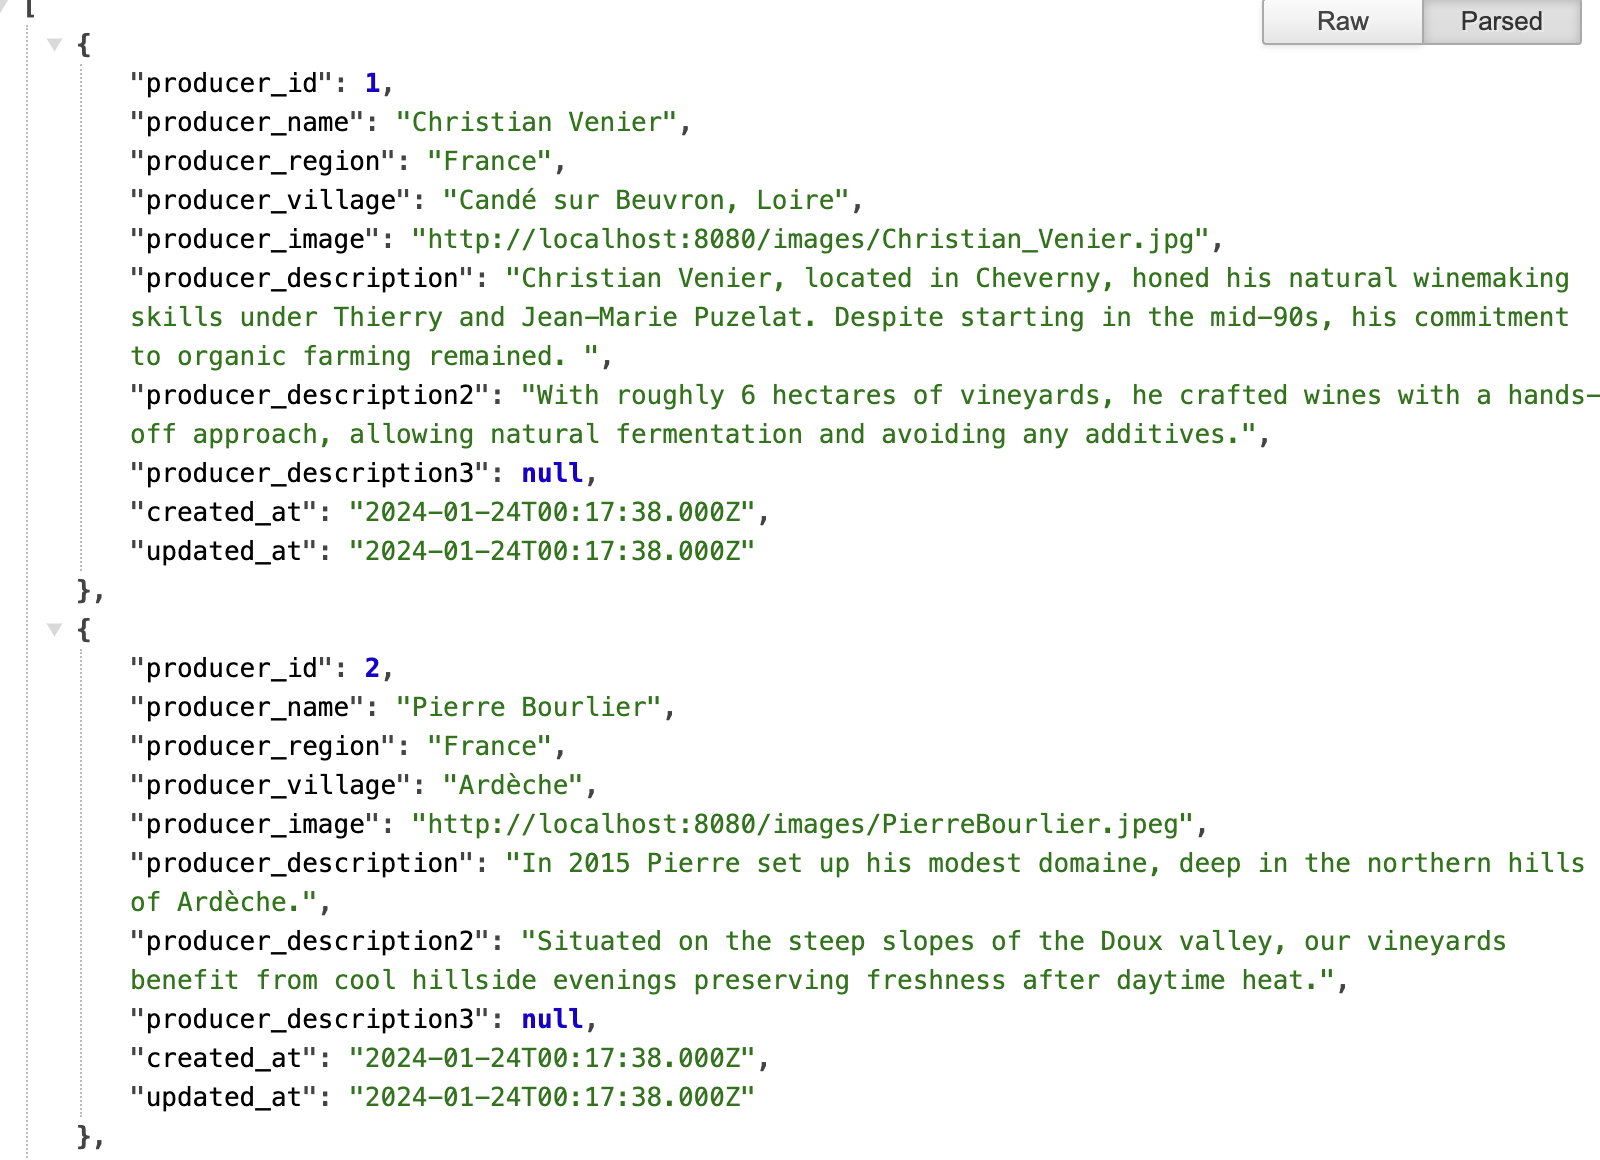 [
Raw Parsed
{
"producer_id": 1,
"producer_name": "Christian Venier",
"producer_region": "France",
"producer_village": "Candé sur Beuvron, Loire",
"producer_image": "http://localhost:8080/images/Christian_Venier.jpg",
"producer_description": "Christian Venier, located in Cheverny, honed his natural winemaking
skills under Thierry and Jean-Marie Puzelat. Despite starting in the mid-90s, his commitment
to organic farming remained. ",
"producer_description2": "With roughly 6 hectares of vineyards, he crafted wines with a hands-
off approach, allowing natural fermentation and avoiding any additives.",
"producer_description3": null,
"created_at": "2024-01-24T00:17:38.000Z",
"updated_at": "2024-01-24T00:17:38.000Z"
},
{
"producer_id": 2,
"producer_name": "Pierre Bourlier",
"producer_region": "France",
"producer_village": "Ardèche",
"producer_image": "http://localhost:8080/images/PierreBourlier.jpeg",
"producer_description": "In 2015 Pierre set up his modest domaine, deep in the northern hills
of Ardèche.",
"producer_description2": "Situated on the steep slopes of the Doux valley, our vineyards
benefit from cool hillside evenings preserving freshness after daytime heat.",
"producer_description3": null,
"created_at": "2024-01-24T00:17:38.000Z",
"updated_at": "2024-01-24T00:17:38.000Z"
},